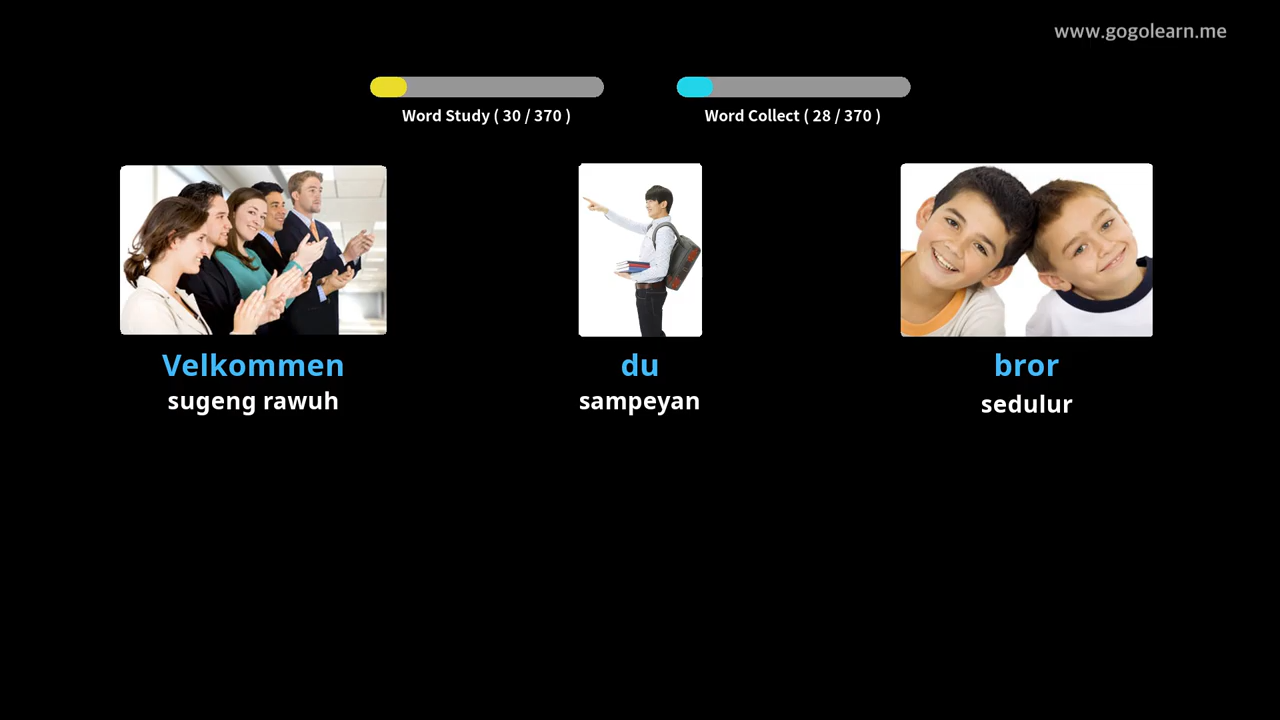 www.gogolearn.me
Word Study ( 30 / 370 )
Word Collect ( 28 / 370 )
Velkommen
sugeng rawuh
du
sampeyan
bror
sedulur